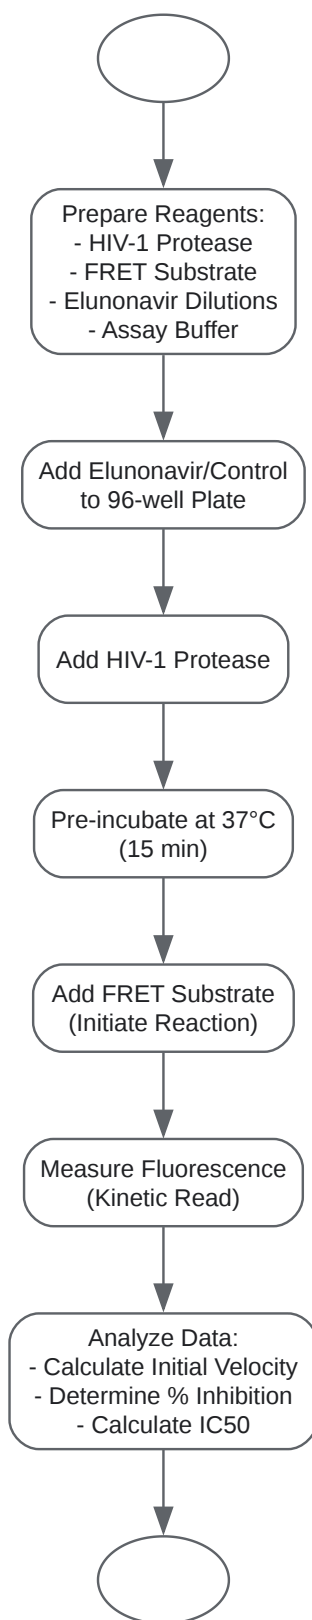 Prepare Reagents:
- HIV-1 Protease
- FRET Substrate
- Elunonavir Dilutions
- Assay Buffer
Add Elunonavir/Control
to 96-well Plate
Add HIV-1 Protease
Pre-incubate at 37°C
(15 min)
Add FRET Substrate
(Initiate Reaction)
Measure Fluorescence
(Kinetic Read)
Analyze Data:
- Calculate Initial Velocity
- Determine % Inhibition
- Calculate IC50